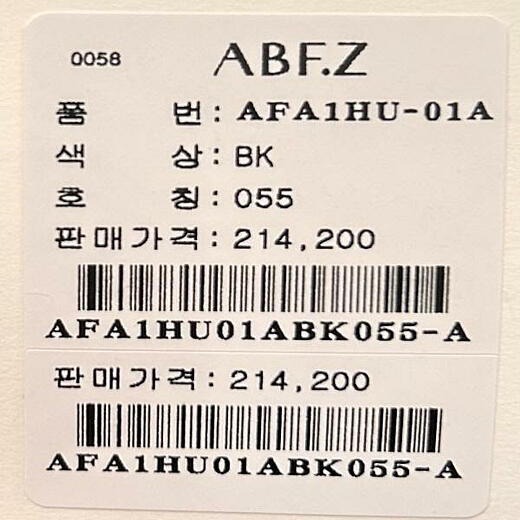 0058 ABF.Z
품 번 : AFA1HU-01A
색 상 : BK
호 칭 : 055
판매가격 : 214,200
AFA1HU01ABK055-A
판매가격 : 214,200
AFA1HU01ABK055-A